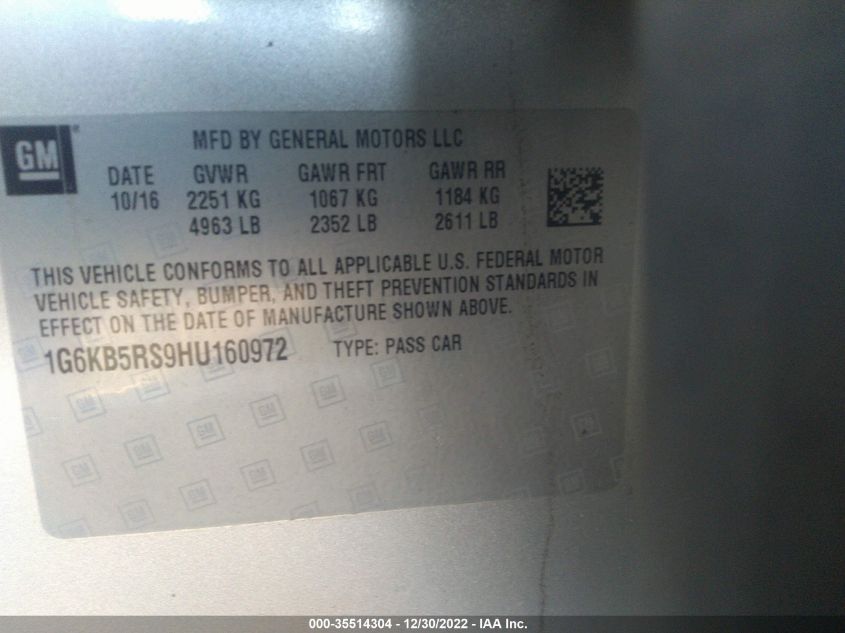 GM
MFD BY GENERAL MOTORS LLC
DATE GVWR GAWR FRT GAWR RR
10/16 2251 KG 1067 KG 1184 KG
4963 LB 2352 LB 2611 LB
THIS VEHICLE CONFORMS TO ALL APPLICABLE U.S. FEDERAL MOTOR
VEHICLE SAFETY, BUMPER, AND THEFT PREVENTION STANDARDS IN
EFFECT ON THE DATE OF MANUFACTURE SHOWN ABOVE.
1G6KB5RS9HU160972 TYPE: PASS CAR
000-35514304 - 12/30/2022 - IAA Inc.